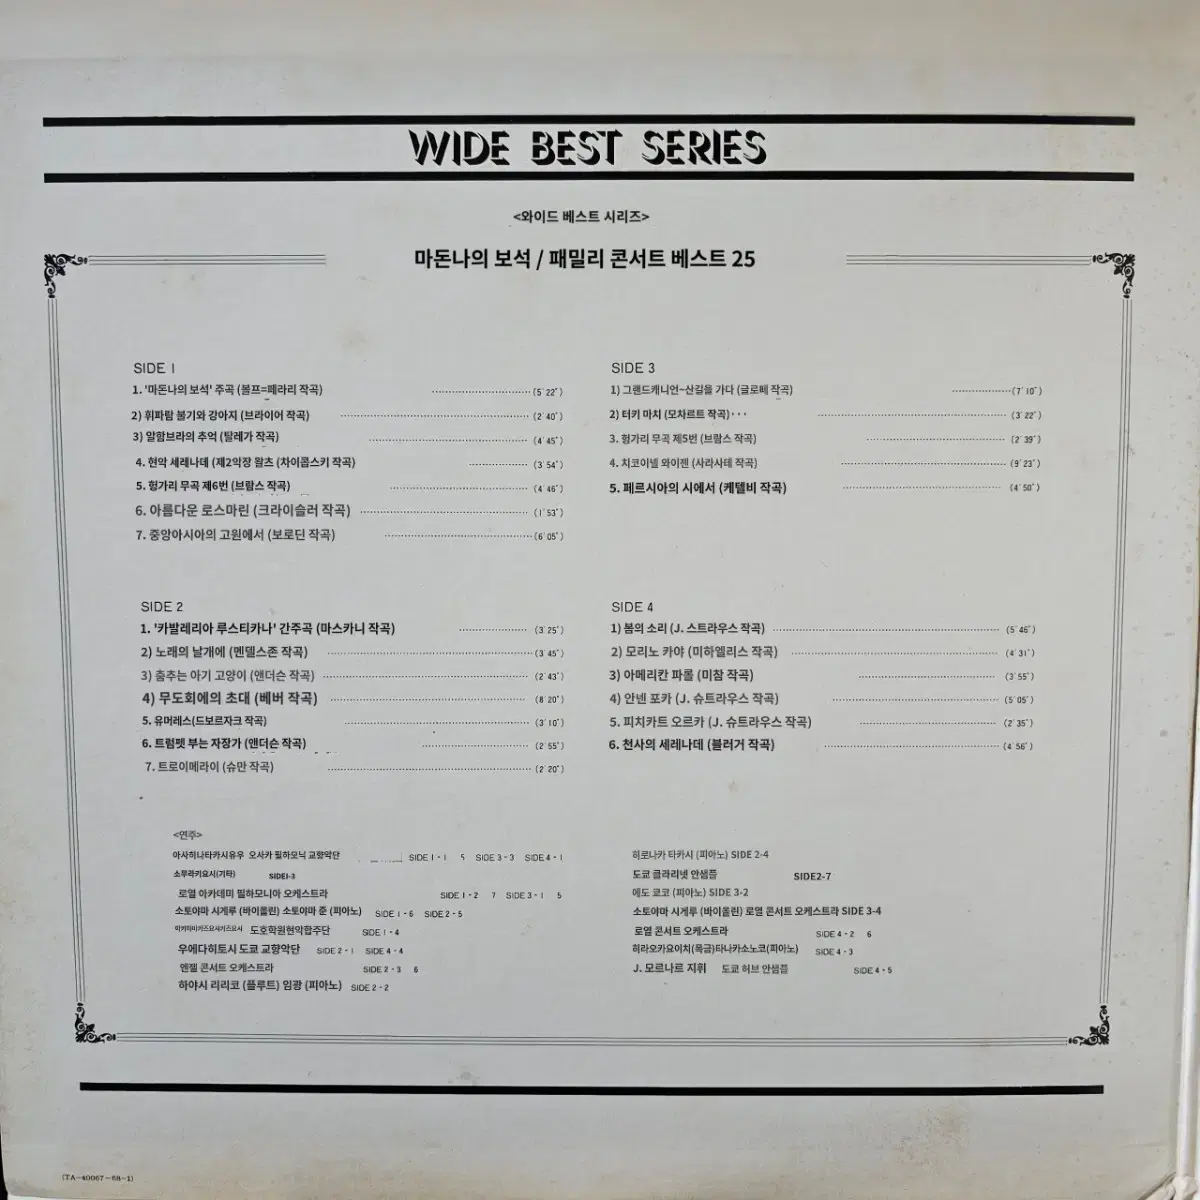 WIDE BEST SERIES
<와이드 베스트 시리즈>
마돈나의 보석 / 패밀리 콘서트 베스트 25
SIDE 1
1. '마돈나의 보석' 주곡 (볼프=페라리 작곡) (5´22″)
2) 휘파람 불기와 강아지 (브라이어 작곡) (2´40″)
3) 알함브라의 추억 (탈레가 작곡) (4´45″)
4. 현악 세레나데 (제2악장 왈츠 (차이콥스키 작곡) (3´54″)
5. 헝가리 무곡 제6번 (브람스 작곡) (4´46″)
6. 아름다운 로스마린 (크라이슬러 작곡) (1´53″)
7. 중앙아시아의 고원에서 (보로딘 작곡) (6´05″)
SIDE 2
1. '카발레리아 루스티카나' 간주곡 (마스카니 작곡) (3´25″)
2) 노래의 날개에 (멘델스존 작곡) (3´45″)
3) 춤추는 아기 고양이 (앤더슨 작곡) (2´43″)
4) 무도회에의 초대 (베버 작곡) (8´20″)
5. 유머레스(드보르자크 작곡) (3´10″)
6. 트럼펫 부는 자장가 (앤더슨 작곡) (2´55″)
7. 트로이메라이 (슈만 작곡) (2´20″)
SIDE 3
1) 그랜드캐니언~산길을 가다 (글로페 작곡) (7´10″)
2) 터키 마치 (모차르트 작곡)··· (3´22″)
3. 헝가리 무곡 제5번 (브람스 작곡) (2´39″)
4. 치코이넬 와이젠 (사라사테 작곡) (9´23″)
5. 페르시아의 시에서 (케텔비 작곡) (4´50″)
SIDE 4
1) 봄의 소리 (J. 스트라우스 작곡) (5´46″)
2) 모리노 카야 (미하엘리스 작곡) (4´31″)
3) 아메리칸 파롤 (미참 작곡) (3´55″)
4) 안넨 포카 (J. 슈트라우스 작곡) (5´05″)
5. 피치카트 오르카 (J. 슈트라우스 작곡) (2´35″)
6. 천사의 세레나데 (블러거 작곡) (4´56″)
<연주>
아사히나타카시유우 오사카 필하모닉 교향악단 SIDE 1-1 5 SIDE 3-3 SIDE 4-1
소무라키요시(기타) SIDE1-3
로열 아카데미 필하모니아 오케스트라 SIDE 1-2 7 SIDE 3-1 5
소토야마 시게루 (바이올린) 소토야마 준 (피아노) SIDE 1-6 SIDE 2-5
도호학원현악합주단 SIDE 1-4
우에다히토시 도쿄 교향악단 SIDE 2-1 SIDE 4-4
엔젤 콘서트 오케스트라 SIDE 2-3 6
하야시 리리코 (플루트) 임광 (피아노) SIDE 2-2
히로나카 타카시 (피아노) SIDE 2-4
도쿄 클라리넷 안샘플 SIDE2-7
에도 쿄코 (피아노) SIDE 3-2
소토야마 시게루 (바이올린) 로열 콘서트 오케스트라 SIDE 3-4
로열 콘서트 오케스트라 SIDE 4-2 6
히라오카요이치(목금)타나카소노코(피아노) SIDE 4-3
J. 모르나르 지휘 도쿄 허브 안샘플 SIDE 4-5
(TA-40067~68-1)